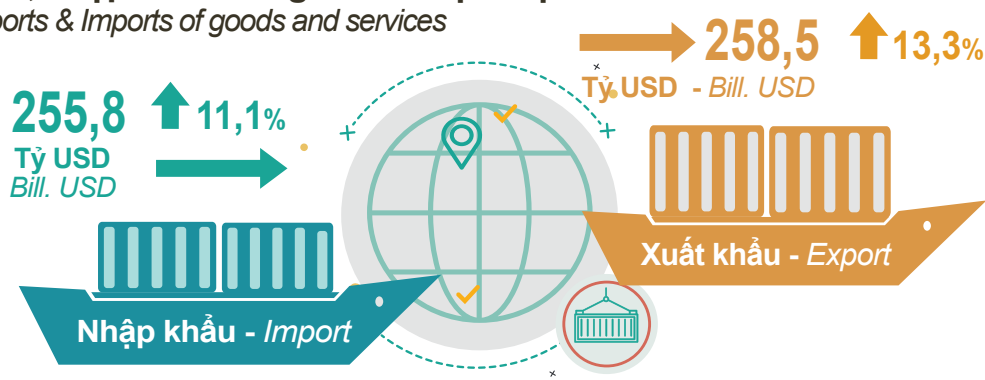 ports & Imports of goods and services
258,5
13,3%
Tỷ USD - Bill. USD
255,8
11,1%
Tỷ USD
Bill. USD
Xuất khẩu - Export
Nhập khẩu - Import